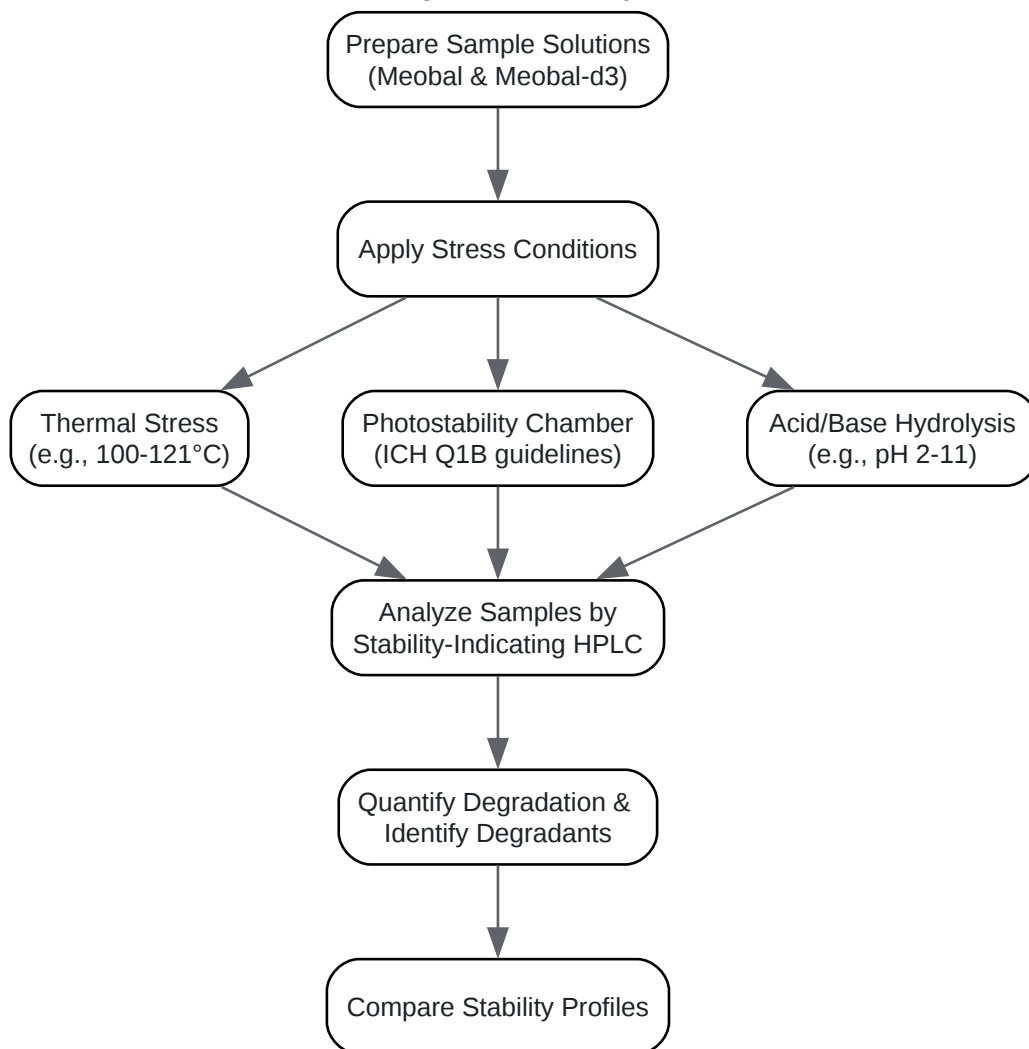 Prepare Sample Solutions
(Meobal & Meobal-d3)
Apply Stress Conditions
Thermal Stress
(e.g., 100-121°C)
Photostability Chamber
(ICH Q1B guidelines)
Acid/Base Hydrolysis
(e.g., pH 2-11)
Analyze Samples by
Stability-Indicating HPLC
Quantify Degradation &
Identify Degradants
Compare Stability Profiles